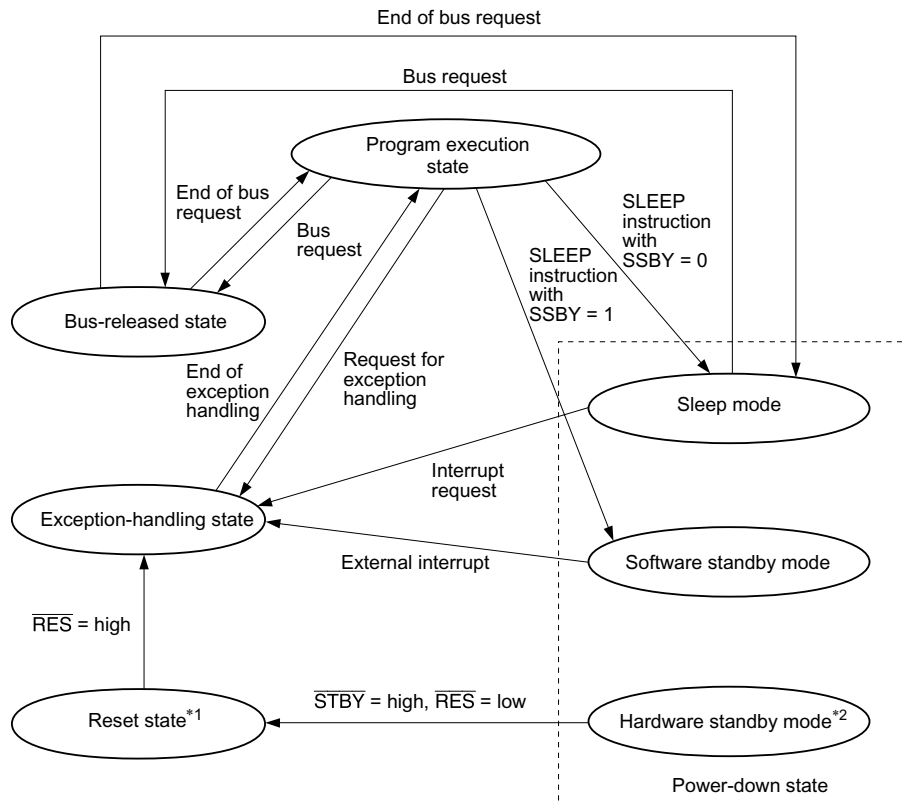 End of bus request
Bus request
Program execution
state
End of bus
request
Bus
request
SLEEP
instruction
with
SSBY = 0
SLEEP
instruction
with
SSBY = 1
Bus-released state
End of
exception
handling
Request for
exception
handling
Sleep mode
Interrupt
request
Exception-handling state
External interrupt
Software standby mode
R̅E̅S̅ = high
S̅T̅B̅Y̅ = high, R̅E̅S̅ = low
Reset state*1
Hardware standby mode*2
Power-down state